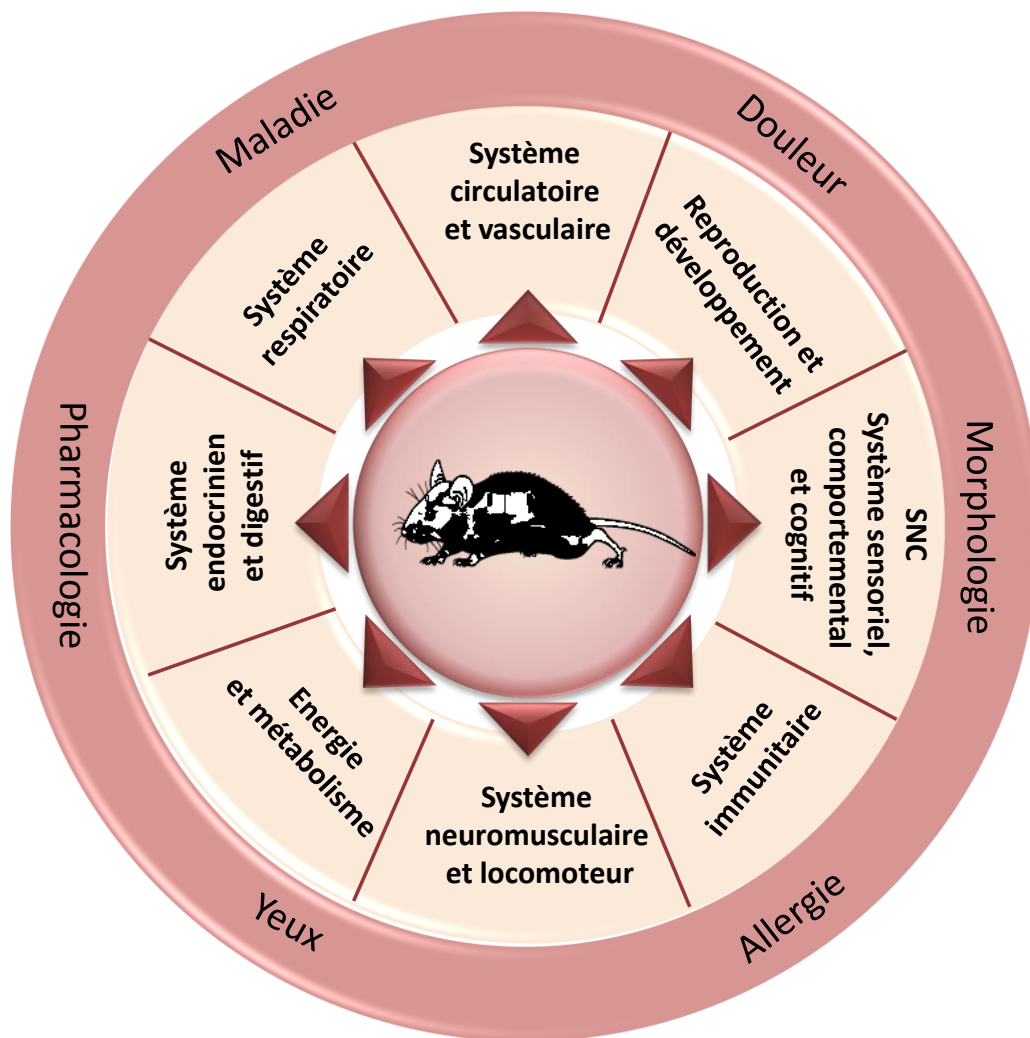 Maladie
Douleur
Morphologie
Allergie
Yeux
Pharmacologie
Système
circulatoire
et vasculaire
Reproduction et
développement
SNC
Système sensoriel,
comportemental
et cognitif
Système
immunitaire
Système
neuromusculaire
et locomoteur
Energie
et métabolisme
Système
endocrinien
et digestif
Système
respiratoire